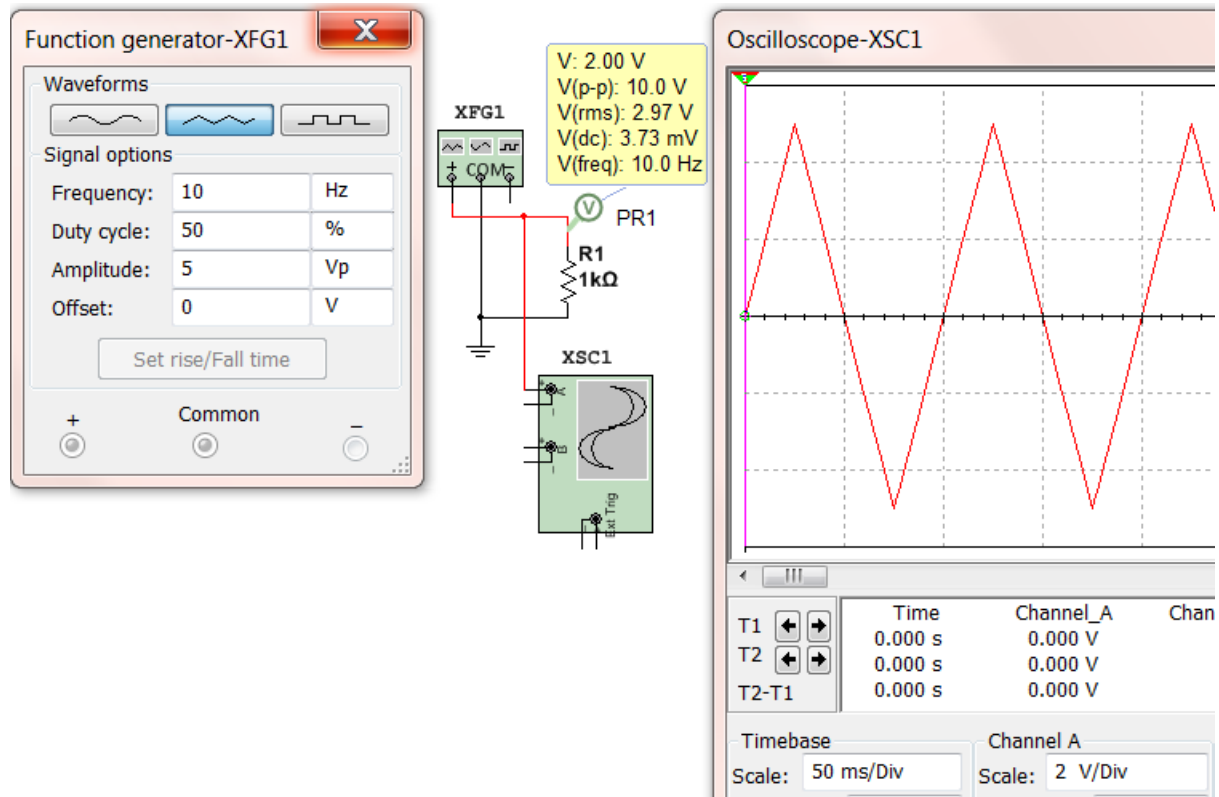 Function generator-XFG1
X
Waveforms
Signal options
Frequency: 10 Hz
Duty cycle: 50 %
Amplitude: 5 Vp
Offset: 0 V
Set rise/Fall time
+ Common −
XFG1
+ COM −
V: 2.00 V
V(p-p): 10.0 V
V(rms): 2.97 V
V(dc): 3.73 mV
V(freq): 10.0 Hz
V
PR1
R1
1kΩ
XSC1
+ A
−
+ B
−
Ext Trig
Oscilloscope-XSC1
Time Channel_A Chan
T1 0.000 s 0.000 V
T2 0.000 s 0.000 V
T2-T1 0.000 s 0.000 V
Timebase
Scale: 50 ms/Div
Channel A
Scale: 2 V/Div